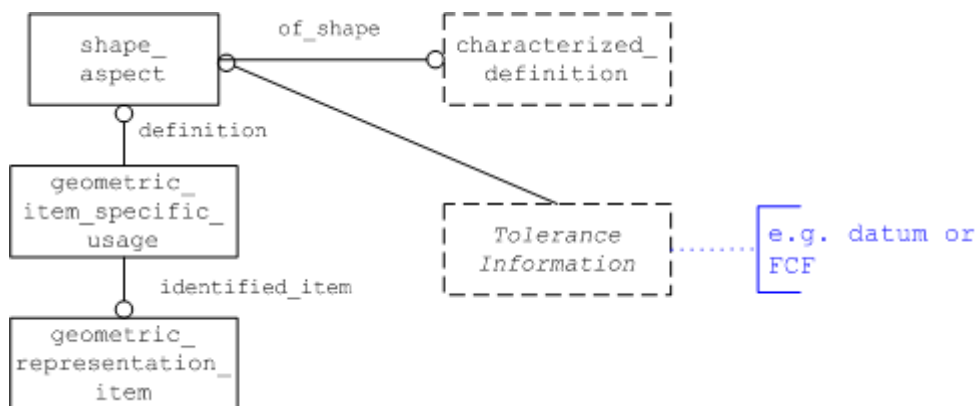 shape_
aspect
of_shape
characterized_
definition
definition
geometric_
item_specific_
usage
Tolerance
Information
e.g. datum or
FCF
identified_item
geometric_
representation_
item